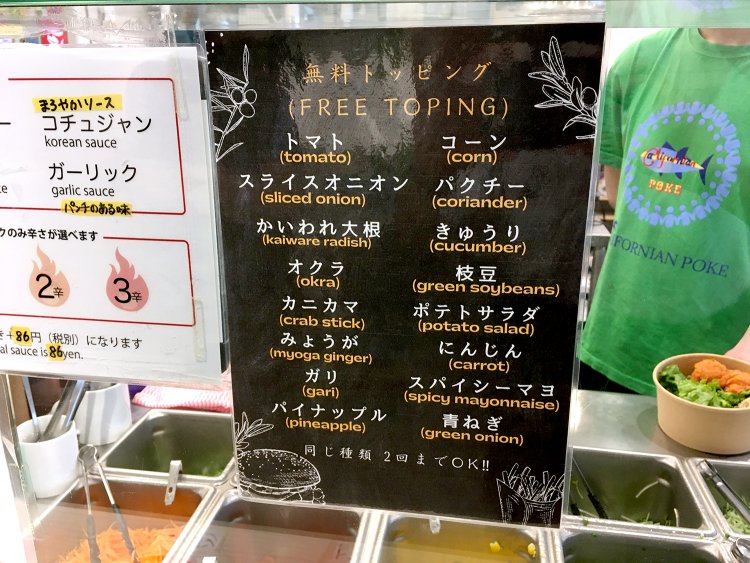 ー
まろやかソース
コチュジャン
korean sauce
ガーリック
garlic sauce
パンチのある味
のみ辛さが選べます
2辛
3辛
+86円（税別）になります
al sauce is 86yen.
無料トッピング
(FREE TOPING)
トマト
(tomato)
コーン
(corn)
スライスオニオン
(sliced onion)
パクチー
(coriander)
かいわれ大根
(kaiware radish)
きゅうり
(cucumber)
オクラ
(okra)
枝豆
(green soybeans)
カニカマ
(crab stick)
ポテトサラダ
(potato salad)
みょうが
(myoga ginger)
にんじん
(carrot)
ガリ
(gari)
スパイシーマヨ
(spicy mayonnaise)
パイナップル
(pineapple)
青ねぎ
(green onion)
同じ種類 2回までOK!!
POKE
FORNIAN POKE